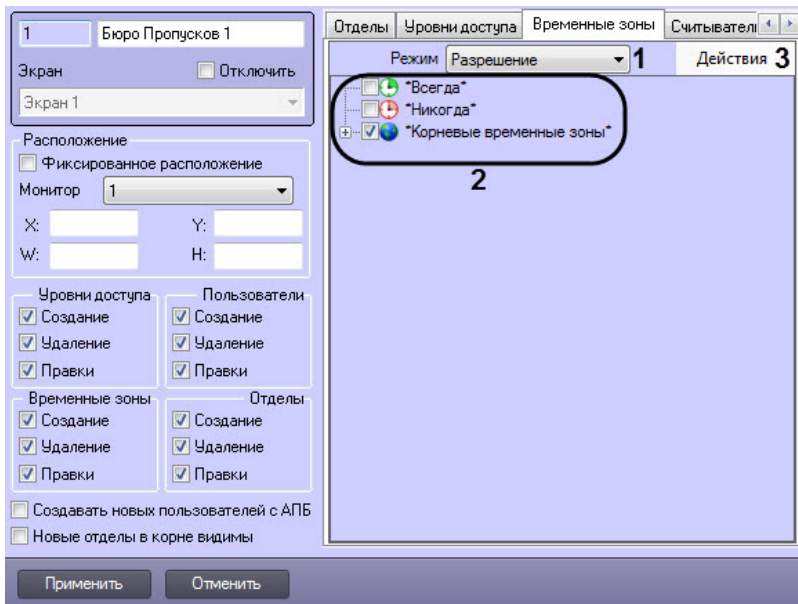 1 Бюро Пропусков 1
Экран Отключить
Экран 1
Расположение
Фиксированное расположение
Монитор 1
X: Y:
W: H:
Уровни доступа Пользователи
Создание Создание
Удаление Удаление
Правки Правки
Временные зоны Отделы
Создание Создание
Удаление Удаление
Правки Правки
Создавать новых пользователей с АПБ
Новые отделы в корне видимы
Применить Отменить
Отделы Уровни доступа Временные зоны Считывател
Режим Разрешение 1 Действия 3
*Всегда*
*Никогда*
*Корневые временные зоны*
2